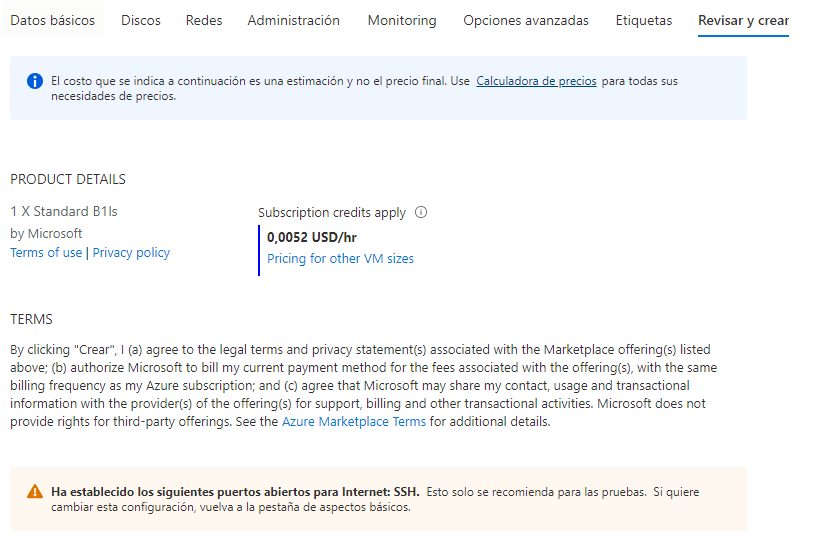 Datos básicos Discos Redes Administración Monitoring Opciones avanzadas Etiquetas Revisar y crear
El costo que se indica a continuación es una estimación y no el precio final. Use Calculadora de precios para todas sus
necesidades de precios.
PRODUCT DETAILS
1 X Standard B1ls
by Microsoft
Terms of use | Privacy policy
Subscription credits apply
0,0052 USD/hr
Pricing for other VM sizes
TERMS
By clicking "Crear", I (a) agree to the legal terms and privacy statement(s) associated with the Marketplace offering(s) listed
above; (b) authorize Microsoft to bill my current payment method for the fees associated with the offering(s), with the same
billing frequency as my Azure subscription; and (c) agree that Microsoft may share my contact, usage and transactional
information with the provider(s) of the offering(s) for support, billing and other transactional activities. Microsoft does not
provide rights for third-party offerings. See the Azure Marketplace Terms for additional details.
Ha establecido los siguientes puertos abiertos para Internet: SSH. Esto solo se recomienda para las pruebas. Si quiere
cambiar esta configuración, vuelva a la pestaña de aspectos básicos.